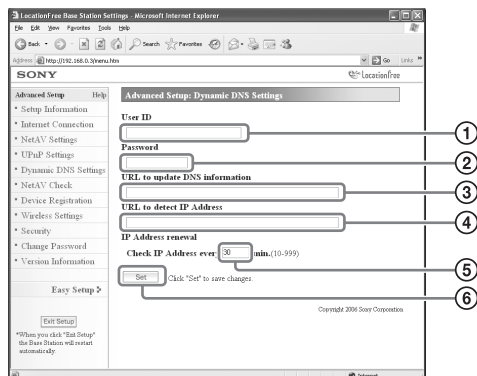 LocationFree Base Station Settings - Microsoft Internet Explorer
File Edit View Favorites Tools Help
Back Search Favorites
Address http://192.168.0.3/menu.htm Go Links »
SONY LocationFree
Advanced Setup Help
• Setup Information
• Internet Connection
• NetAV Settings
• UPnP Settings
• Dynamic DNS Settings
• NetAV Check
• Device Registration
• Wireless Settings
• Security
• Change Password
• Version Information
Easy Setup
Exit Setup
*When you click "Exit Setup"
the Base Station will restart
automatically.
Advanced Setup: Dynamic DNS Settings
User ID
1
Password
2
URL to update DNS information
3
URL to detect IP Address
4
IP Address renewal
Check IP Address ever 30 min.(10-999)
5
Set Click "Set" to save changes
6
Copyright 2006 Sony Corporation
Internet